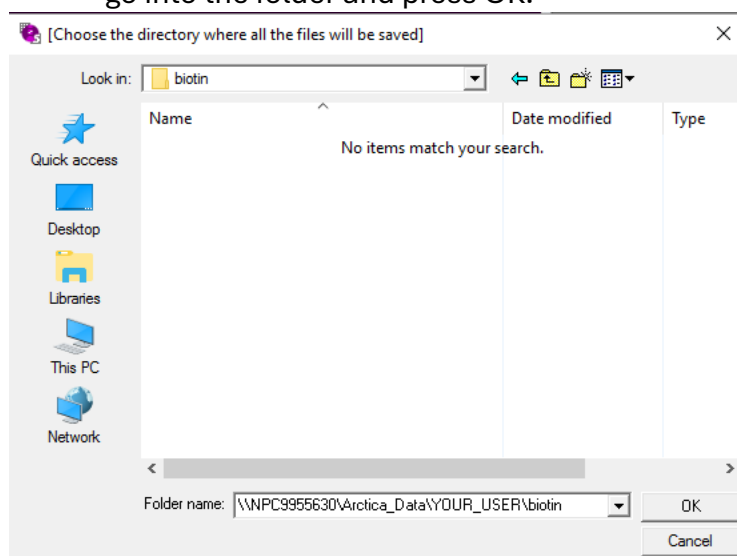 go into the folder and press OK.
[Choose the directory where all the files will be saved]
Look in: biotin
Name Date modified Type
No items match your search.
Quick access
Desktop
Libraries
This PC
Network
Folder name: \\NPC9955630\Arctica_Data\YOUR_USER\biotin OK
Cancel